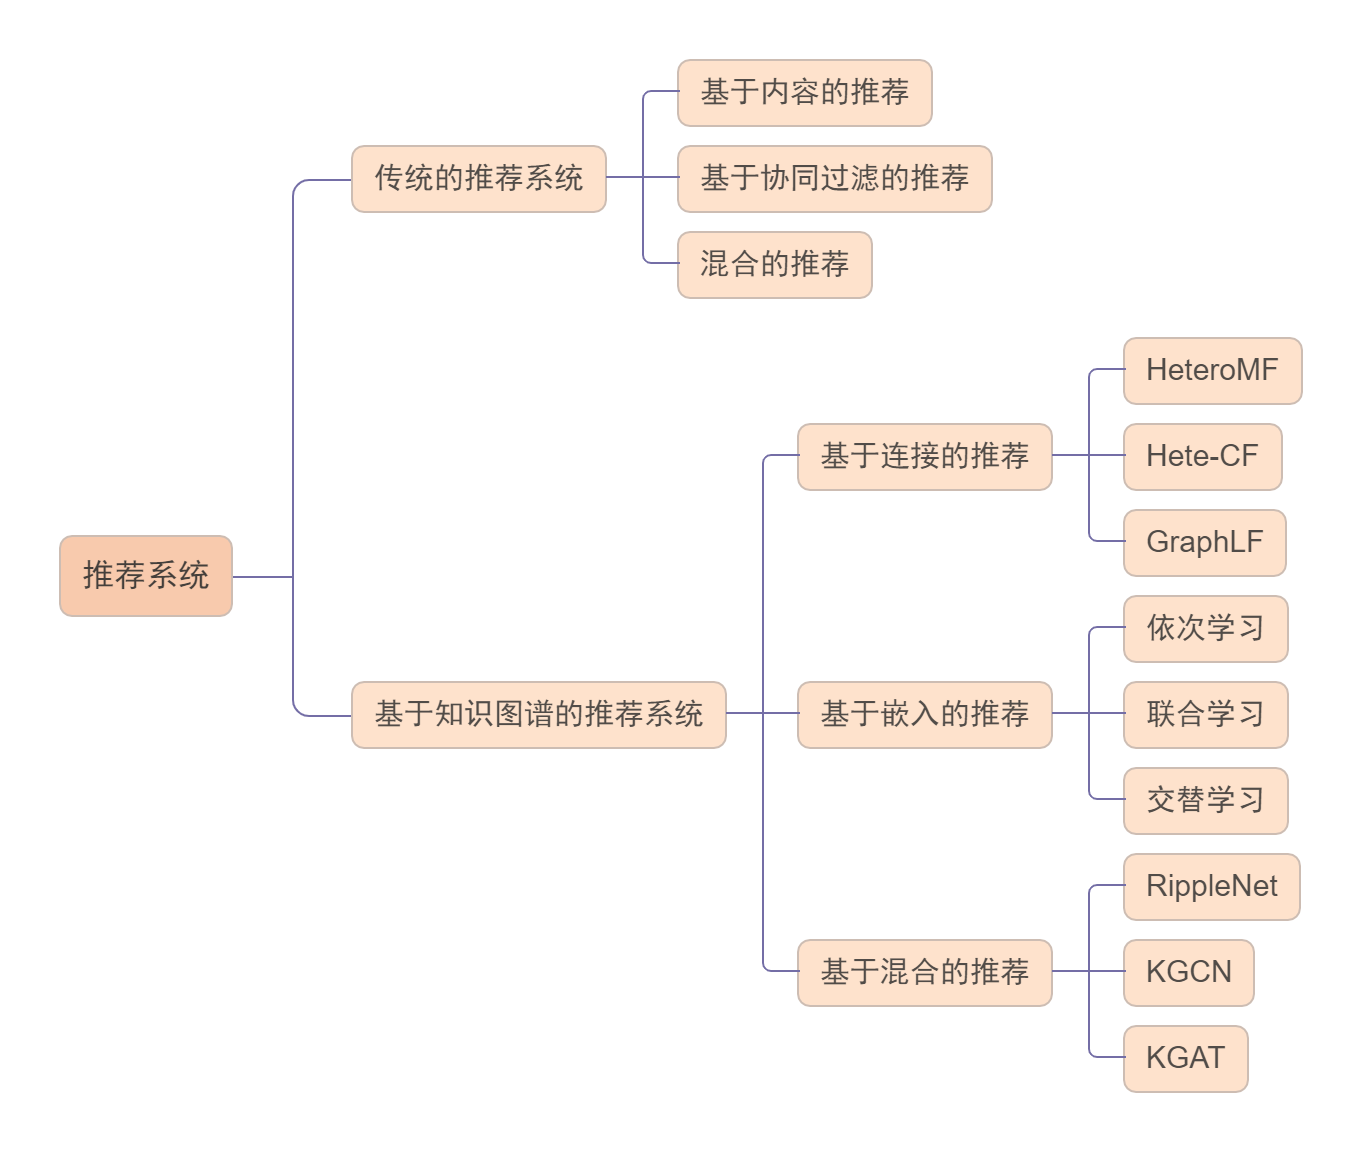 推荐系统
传统的推荐系统
基于内容的推荐
基于协同过滤的推荐
混合的推荐
基于知识图谱的推荐系统
基于连接的推荐
HeteroMF
Hete-CF
GraphLF
基于嵌入的推荐
依次学习
联合学习
交替学习
基于混合的推荐
RippleNet
KGCN
KGAT